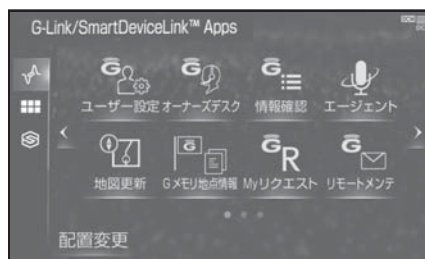 G-Link/SmartDeviceLink™ Apps
ユーザー設定 オーナーズデスク 情報確認 エージェント
地図更新 Gメモリ地点情報 Myリクエスト リモートメンテ
配置変更